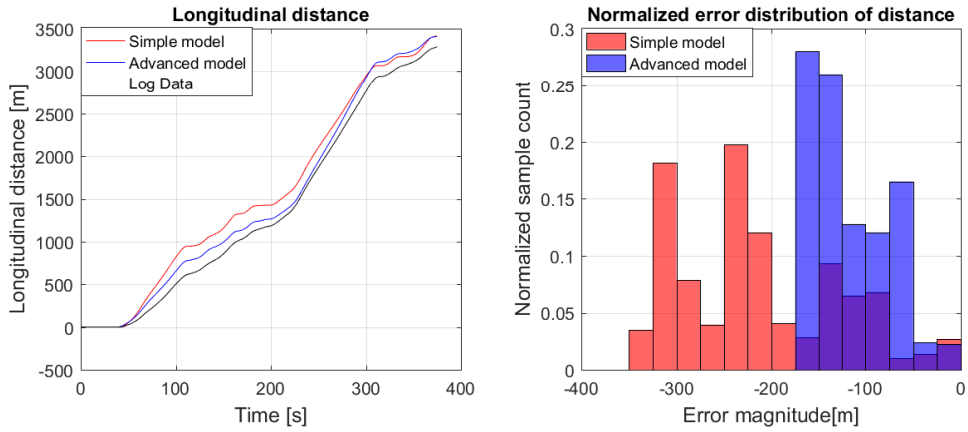 Longitudinal distance
Simple model
Advanced model
Log Data
3500
3000
2500
2000
1500
1000
500
0
-500
0
100
200
300
400
Longitudinal distance [m]
Time [s]
Normalized error distribution of distance
Simple model
Advanced model
0.3
0.25
0.2
0.15
0.1
0.05
0
-400
-300
-200
-100
0
Normalized sample count
Error magnitude[m]